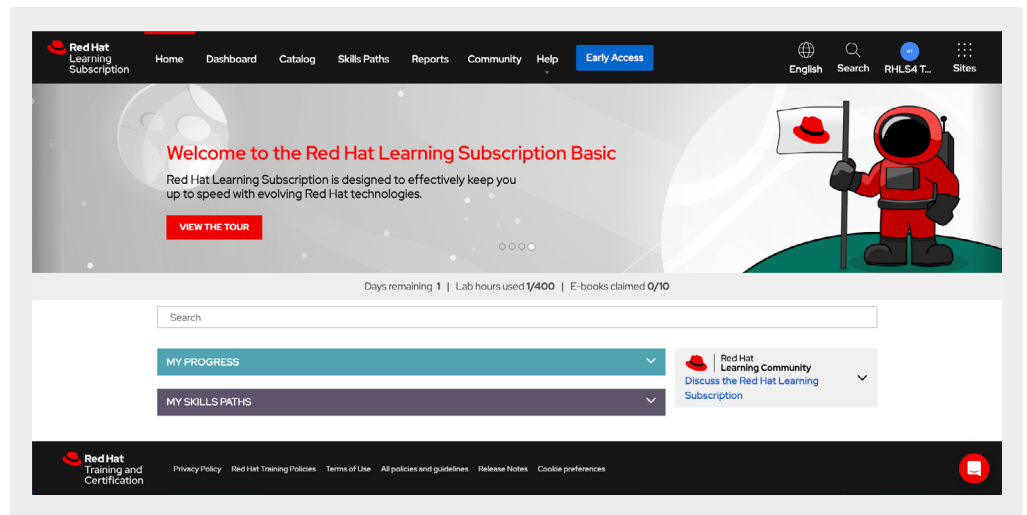 Red Hat
Learning
Subscription
Home Dashboard Catalog Skills Paths Reports Community Help Early Access
English Search RHLS4 T... Sites
Welcome to the Red Hat Learning Subscription Basic
Red Hat Learning Subscription is designed to effectively keep you
up to speed with evolving Red Hat technologies.
VIEW THE TOUR
Days remaining 1 | Lab hours used 1/400 | E-books claimed 0/10
Search
MY PROGRESS
MY SKILLS PATHS
Red Hat
Learning Community
Discuss the Red Hat Learning
Subscription
Red Hat
Training and
Certification
Privacy Policy Red Hat Training Policies Terms of Use All policies and guidelines Release Notes Cookie preferences